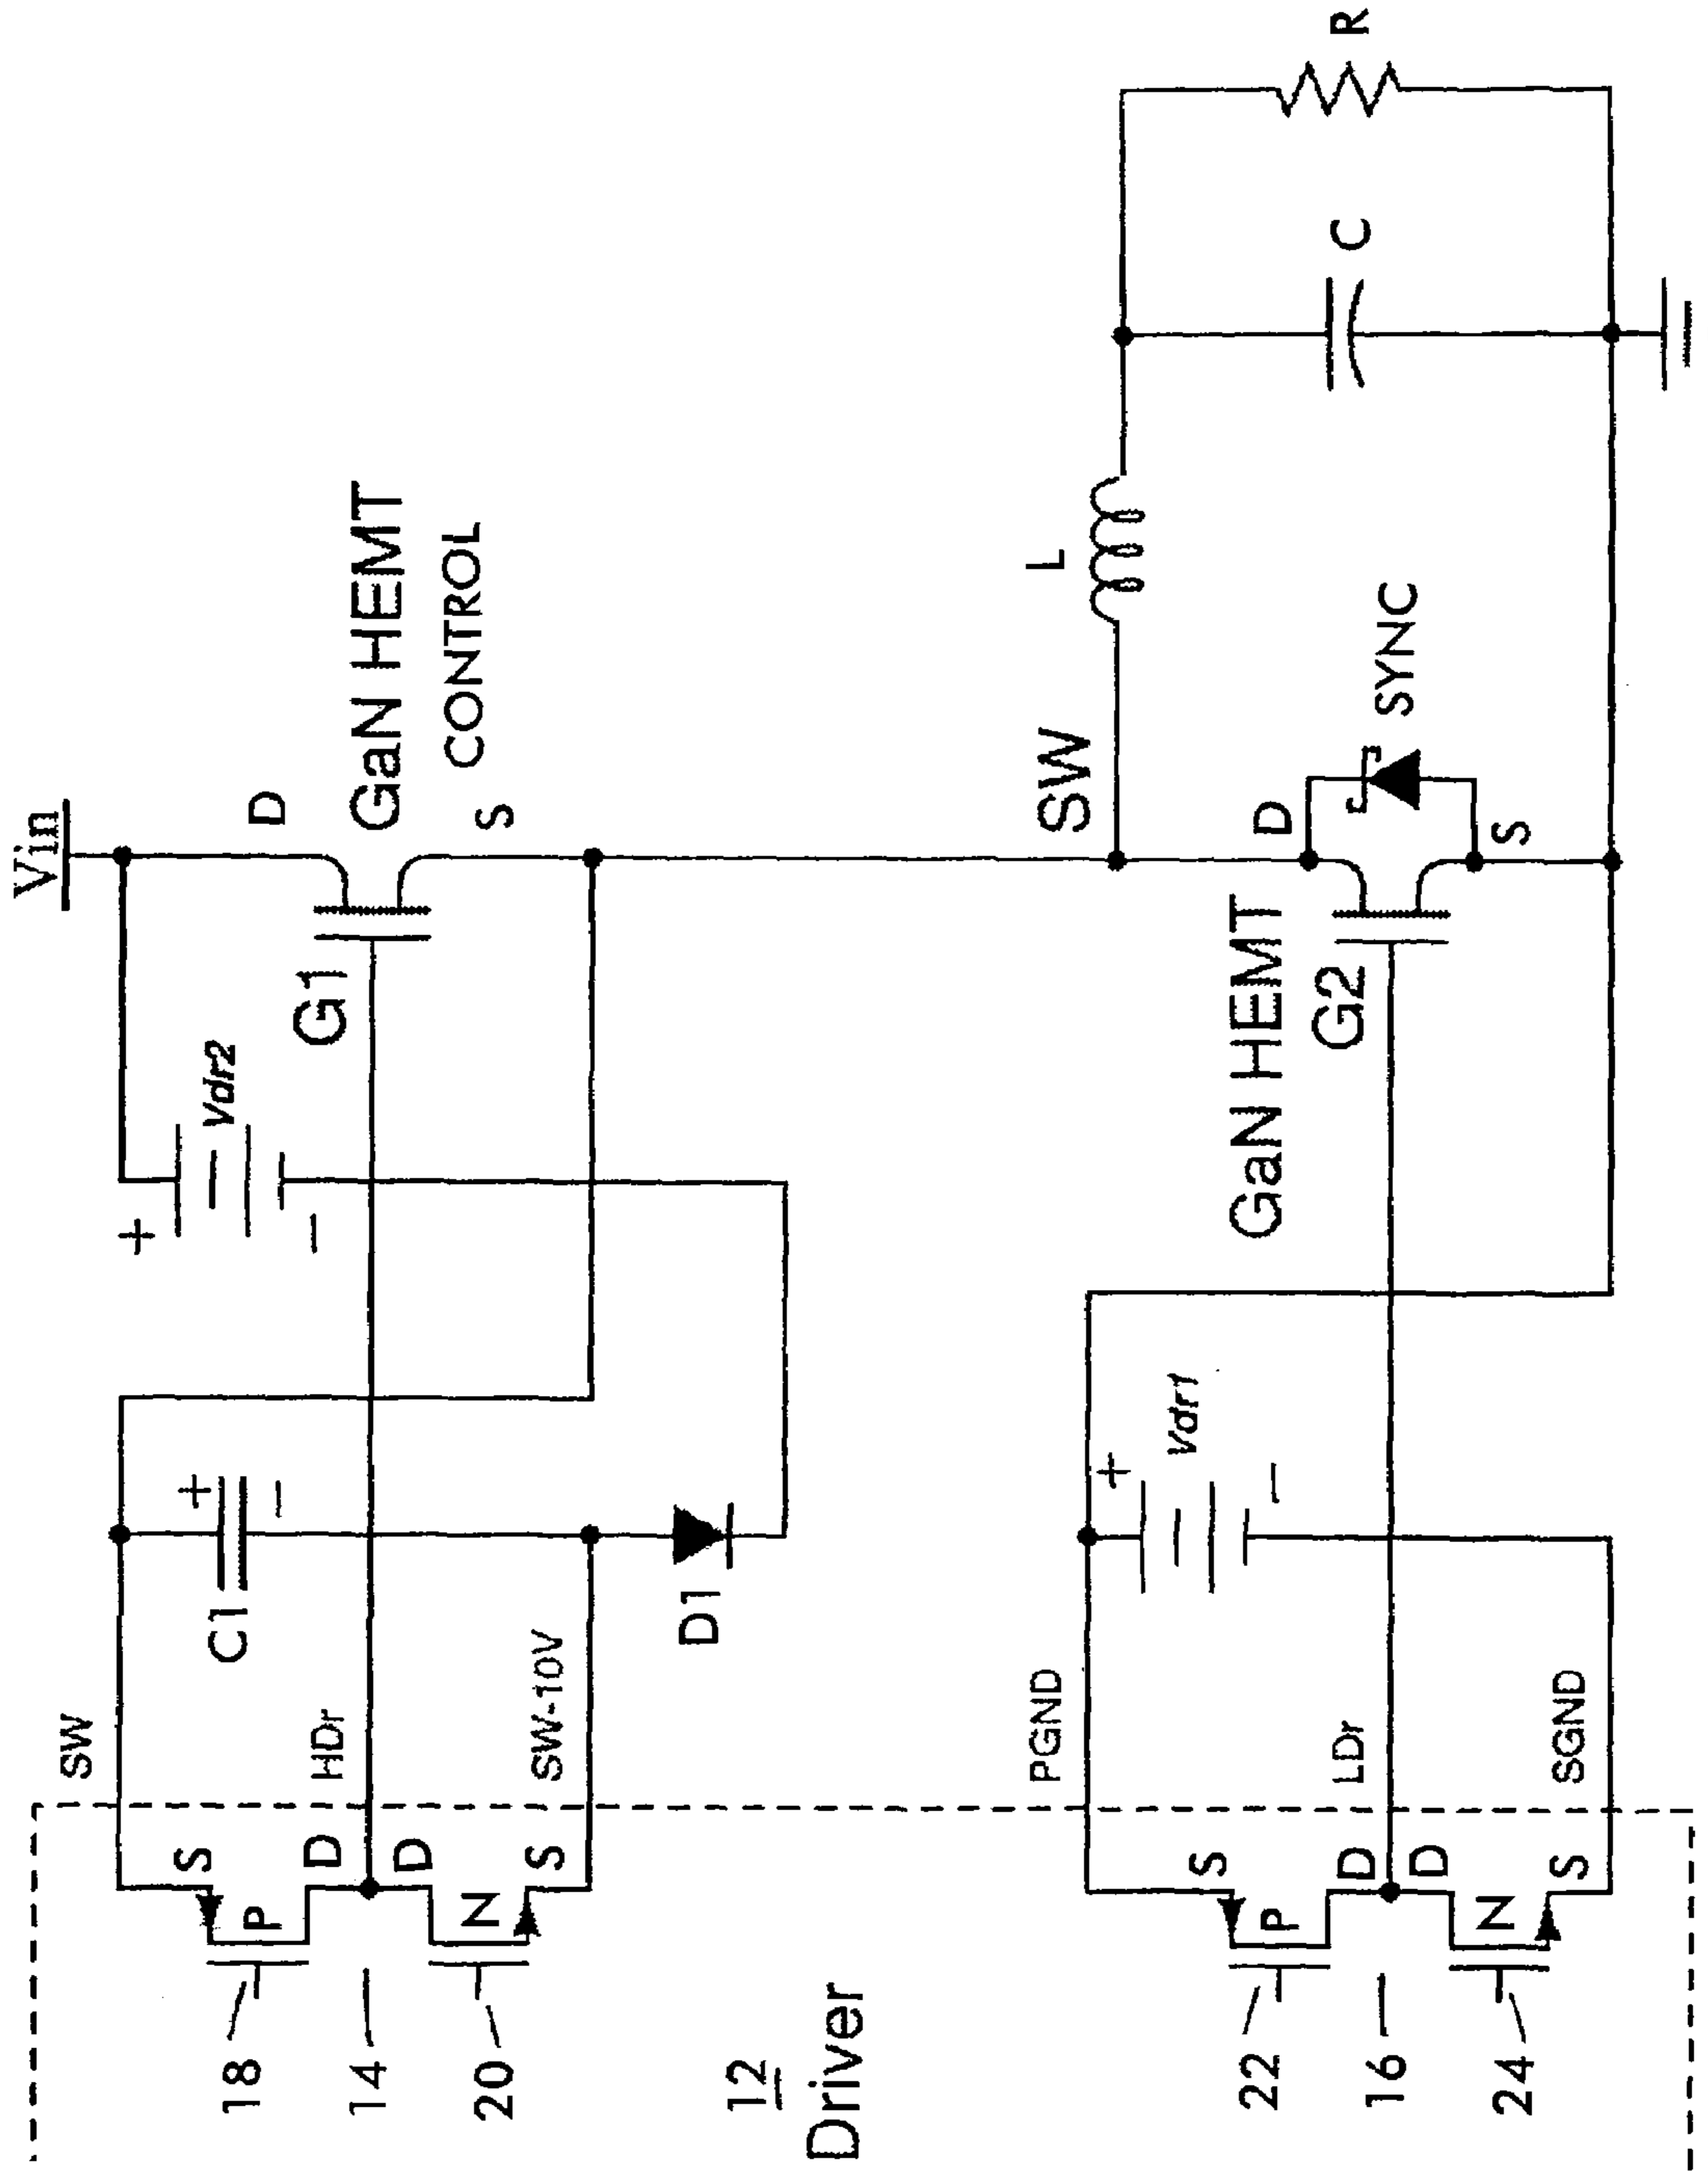 Vin
D
GaN HEMT
CONTROL
S
G1
+
Vdr2
−
SW
C1
+
−
HDr
SW-10V
D1
S
P
D
D
N
S
18
14
20
12
Driver
SW
L
C
R
D
SYNC
S
GaN HEMT
G2
PGND
+
Vdr1
−
LDr
SGND
S
P
D
D
N
S
22
16
24